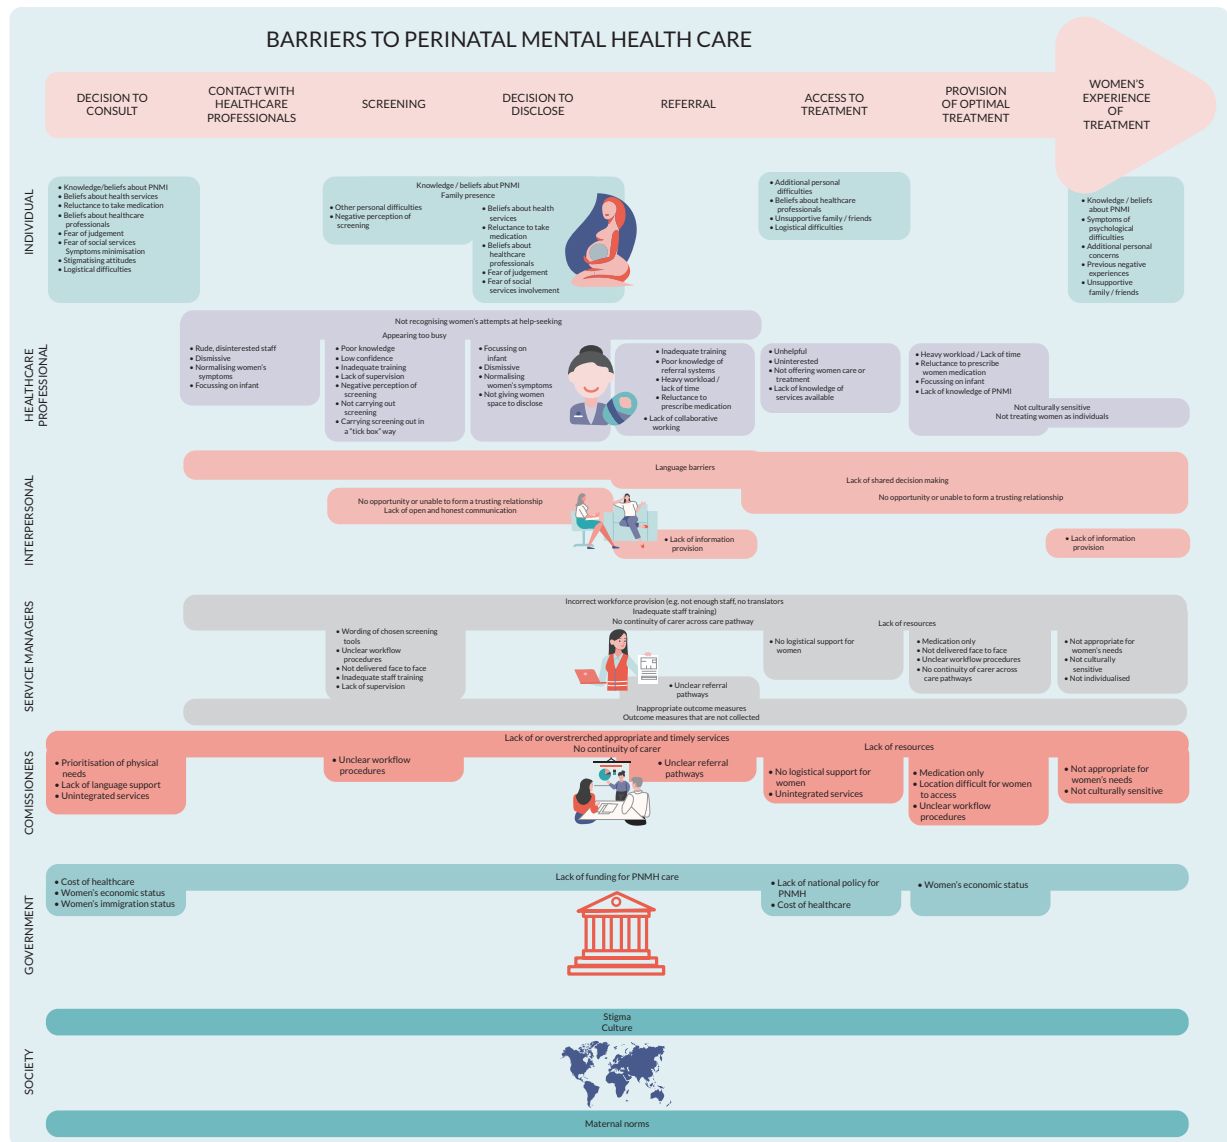 BARRIERS TO PERINATAL MENTAL HEALTH CARE
DECISION TO
CONSULT
CONTACT WITH
HEALTHCARE
PROFESSIONALS
SCREENING
DECISION TO
DISCLOSE
REFERRAL
ACCESS TO
TREATMENT
PROVISION
OF OPTIMAL
TREATMENT
WOMEN'S
EXPERIENCE
OF
TREATMENT
INDIVIDUAL
• Knowledge/beliefs about PNMI
• Beliefs about health services
• Reluctance to take medication
• Beliefs about healthcare
professionals
• Fear of judgement
• Fear of social services
Symptoms minimisation
• Stigmatising attitudes
• Logistical difficulties
Knowledge / beliefs abput PNMI
Family presence
• Other personal difficulties
• Negative perception of
screening
• Beliefs about health
services
• Reluctance to take
medication
• Beliefs about
healthcare
professionals
• Fear of judgement
• Fear of social
services involvement
• Additional personal
difficulties
• Beliefs about healthcare
professionals
• Unsupportive family / friends
• Logistical difficulties
• Knowledge / beliefs
about PNMI
• Symptoms of
psychological
difficulties
• Additional personal
concerns
• Previous negative
experiences
• Unsupportive
family / friends
HEALTHCARE
PROFESSIONAL
Not recognising women's attempts at help-seeking
Appearing too busy
• Rude, disinterested staff
• Dismissive
• Normalising women's
symptoms
• Focussing on infant
• Poor knowledge
• Low confidence
• Inadequate training
• Lack of supervision
• Negative perception of
screening
• Not carrying out
screening
• Carrying screening out in
a "tick box" way
• Focussing on
infant
• Dismissive
• Normalising
women's symptoms
• Not giving women
space to disclose
• Inadequate training
• Poor knowledge of
referral systems
• Heavy workload /
lack of time
• Reluctance to
prescribe medication
• Lack of collaborative
working
• Unhelpful
• Uninterested
• Not offering women care or
treatment
• Lack of knowledge of
services available
• Heavy workload / Lack of time
• Reluctance to prescribe
women medication
• Focussing on infant
• Lack of knowledge of PNMI
Not culturally sensitive
Not treating women as individuals
INTERPERSONAL
Language barriers
Lack of shared decision making
No opportunity or unable to form a trusting relationship
No opportunity or unable to form a trusting relationship
Lack of open and honest communication
• Lack of information
provision
• Lack of information
provision
SERVICE MANAGERS
Incorrect workforce provision (e.g. not enough staff, no translators
Inadequate staff training)
No continuity of carer across care pathway
Lack of resources
• Wording of chosen screening
tools
• Unclear workflow
procedures
• Not delivered face to face
• Inadequate staff training
• Lack of supervision
• Unclear referral
pathways
• No logistical support for
women
• Medication only
• Not delivered face to face
• Unclear workflow procedures
• No continuity of carer across
care pathways
• Not appropriate for
women's needs
• Not culturally
sensitive
• Not individualised
Inappropriate outcome measures
Outcome measures that are not collected
COMISSIONERS
Lack of or overstrerched appropriate and timely services
No continuity of carer
Lack of resources
• Prioritisation of physical
needs
• Lack of language support
• Unintegrated services
• Unclear workflow
procedures
• Unclear referral
pathways
• No logistical support for
women
• Unintegrated services
• Medication only
• Location difficult for women
to access
• Unclear workflow
procedures
• Not appropriate for
women's needs
• Not culturally sensitive
GOVERNMENT
Lack of funding for PNMH care
• Cost of healthcare
• Women's economic status
• Women's immigration status
• Lack of national policy for
PNMH
• Cost of healthcare
• Women's economic status
SOCIETY
Stigma
Culture
Maternal norms